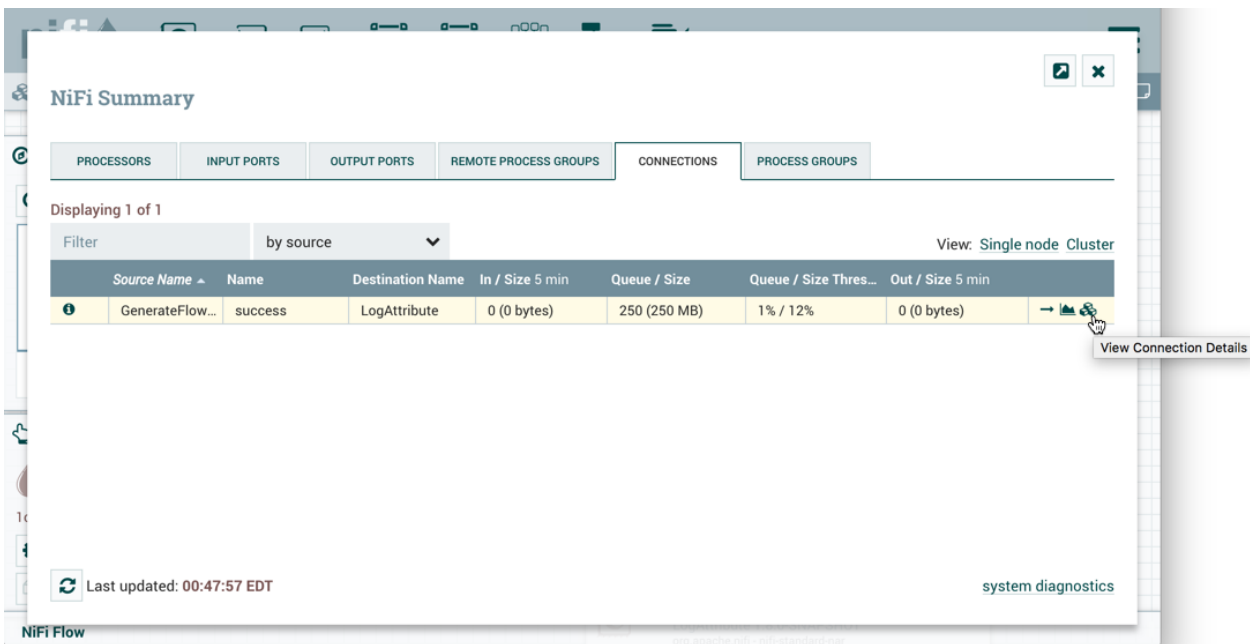 nifi
NiFi Summary
PROCESSORS INPUT PORTS OUTPUT PORTS REMOTE PROCESS GROUPS CONNECTIONS PROCESS GROUPS
Displaying 1 of 1
Filter by source View: Single node Cluster
Source Name Name Destination Name In / Size 5 min Queue / Size Queue / Size Thres... Out / Size 5 min
GenerateFlow... success LogAttribute 0 (0 bytes) 250 (250 MB) 1% / 12% 0 (0 bytes)
View Connection Details
Last updated: 00:47:57 EDT system diagnostics
NiFi Flow